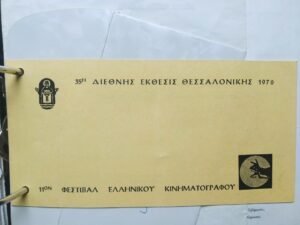 35Η ΔΙΕΘΝΗΣ ΕΚΘΕΣΙΣ ΘΕΣΣΑΛΟΝΙΚΗΣ 1970
11ΟΝ ΦΕΣΤΙΒΑΛ ΕΛΛΗΝΙΚΟΥ ΚΙΝΗΜΑΤΟΓΡΑΦΟΥ